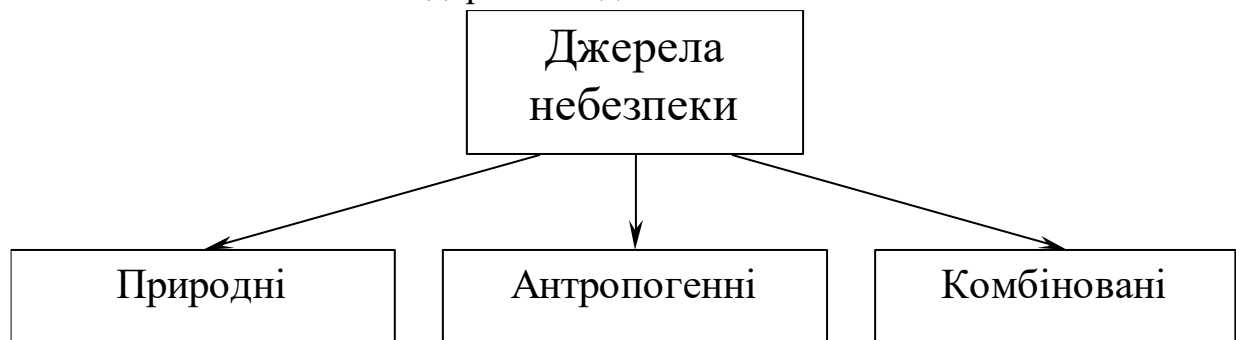 Джерела
небезпеки
Природні
Антропогенні
Комбіновані